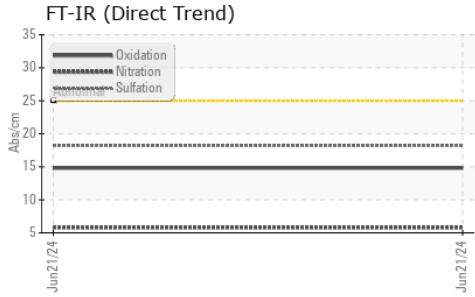 FT-IR (Direct Trend)
35
30
25
20
15
10
5
Abs/cm
Oxidation
Nitration
Sulfation
Abnormal
Jun21/24
Jun21/24